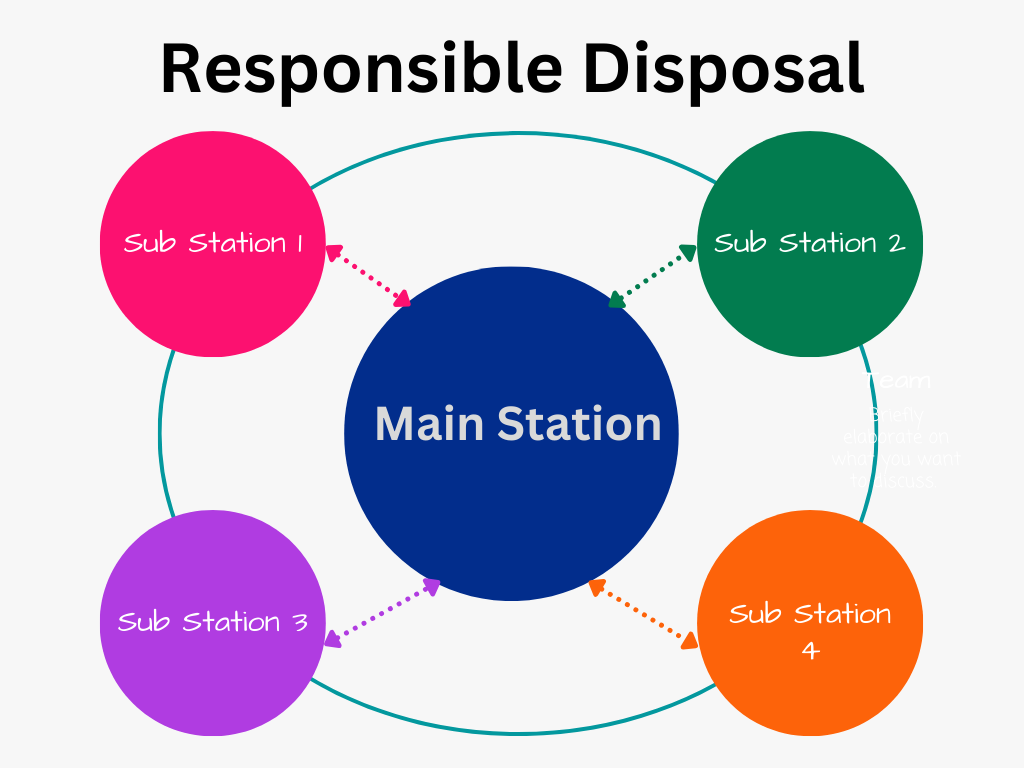 Responsible Disposal
Sub Station 1
Sub Station 2
Main Station
Team
Briefly
elaborate on
what you want
to discuss
Sub Station 3
Sub Station
4